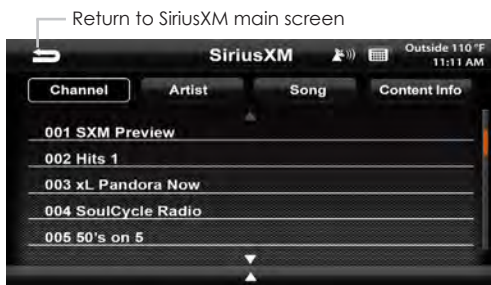 Return to SiriusXM main screen
SiriusXM
Outside 110 °F
11:11 AM
Channel Artist Song Content Info
001 SXM Preview
002 Hits 1
003 xL Pandora Now
004 SoulCycle Radio
005 50's on 5